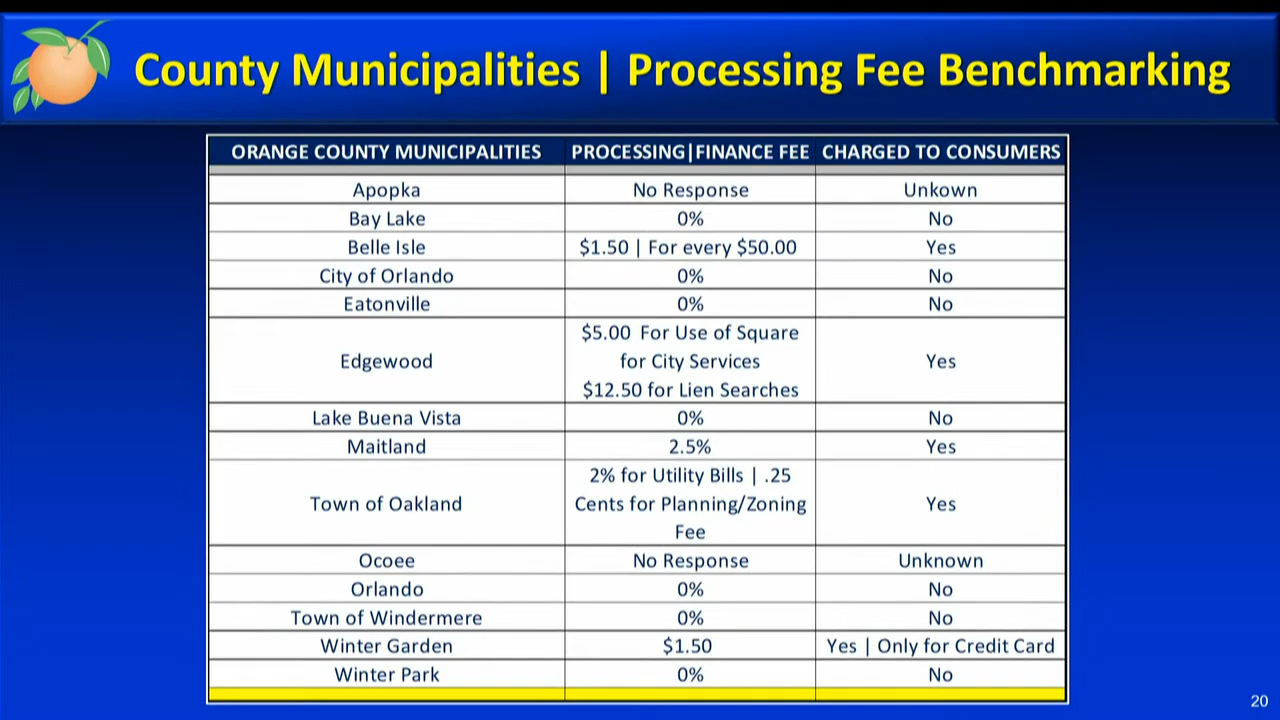 County Municipalities | Processing Fee Benchmarking
ORANGE COUNTY MUNICIPALITIES PROCESSING|FINANCE FEE CHARGED TO CONSUMERS
Apopka No Response Unkown
Bay Lake 0% No
Belle Isle $1.50 | For every $50.00 Yes
City of Orlando 0% No
Eatonville 0% No
Edgewood $5.00 For Use of Square
for City Services
$12.50 for Lien Searches Yes
Lake Buena Vista 0% No
Maitland 2.5% Yes
Town of Oakland 2% for Utility Bills | .25
Cents for Planning/Zoning
Fee Yes
Ocoee No Response Unknown
Orlando 0% No
Town of Windermere 0% No
Winter Garden $1.50 Yes | Only for Credit Card
Winter Park 0% No
20